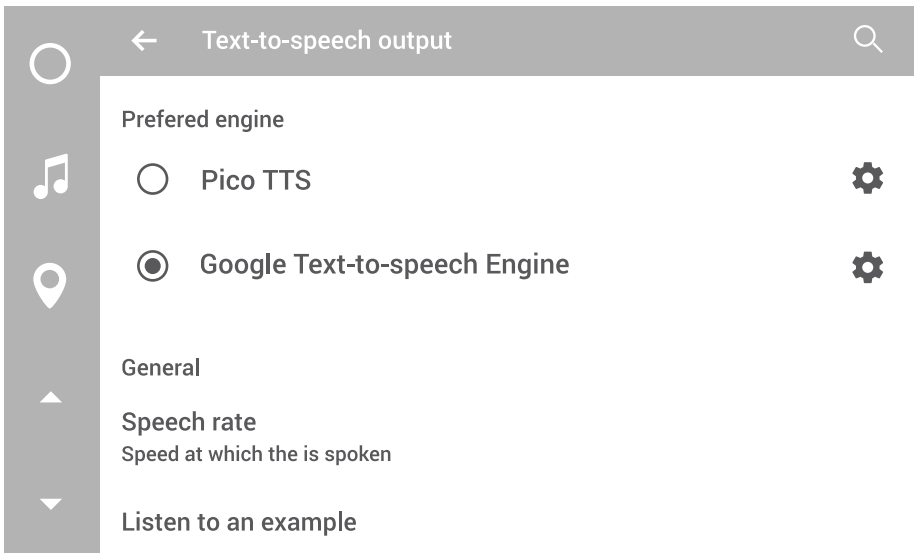 Text-to-speech output
Prefered engine
Pico TTS
Google Text-to-speech Engine
General
Speech rate
Speed at which the is spoken
Listen to an example